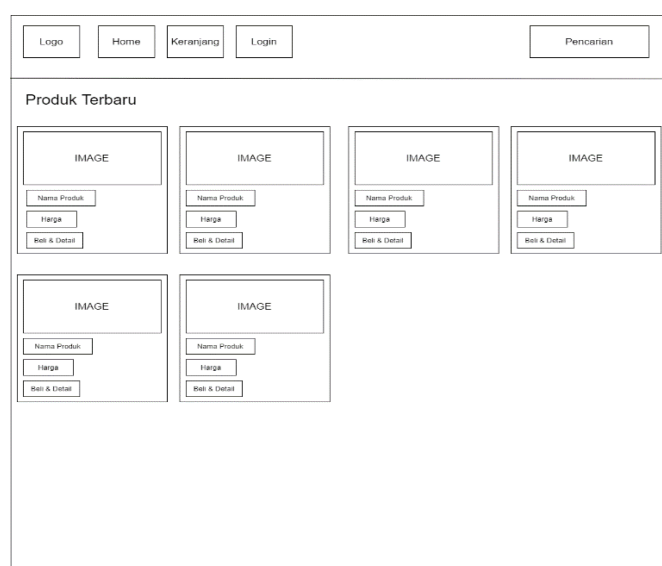 Logo Home Keranjang Login Pencarian
Produk Terbaru
IMAGE IMAGE IMAGE IMAGE
Nama Produk Nama Produk Nama Produk Nama Produk
Harga Harga Harga Harga
Beli & Detail Beli & Detail Beli & Detail Beli & Detail
IMAGE IMAGE
Nama Produk Nama Produk
Harga Harga
Beli & Detail Beli & Detail